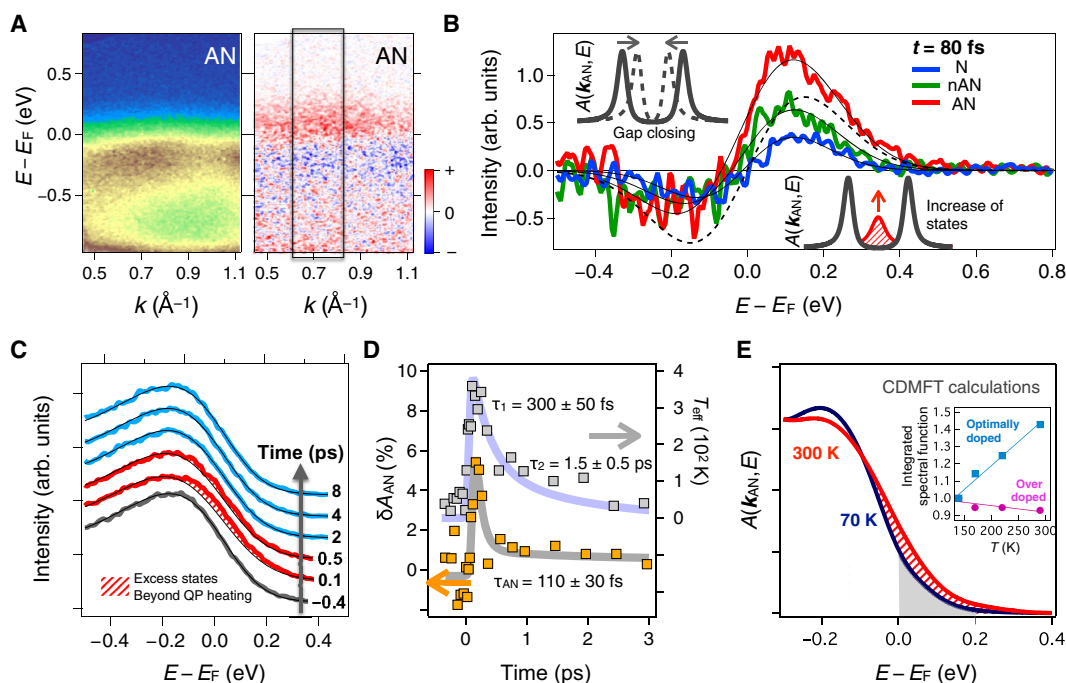 A
AN
AN
E – EF (eV)
0.5
0.0
−0.5
+
0
−
0.5 0.7 0.9 1.1
0.5 0.7 0.9 1.1
k (Å⁻¹)
k (Å⁻¹)
B
Intensity (arb. units)
1.0
0.5
0.0
−0.5
A(kAN, E)
Gap closing
t = 80 fs
N
nAN
AN
A(kAN, E)
Increase of
states
−0.4 −0.2 0.0 0.2 0.4 0.6 0.8
E – EF (eV)
C
Intensity (arb. units)
Time (ps)
8
4
2
0.5
0.1
−0.4
Excess states
Beyond QP heating
-0.4 -0.2 0.0 0.2 0.4
E – EF (eV)
D
δAAN (%)
10
8
6
4
2
0
−2
4
3
2
1
0
Teff (10² K)
τ1 = 300 ± 50 fs
τ2 = 1.5 ± 0.5 ps
τAN = 110 ± 30 fs
0 1 2 3
Time (ps)
E
A(kAN, E)
CDMFT calculations
300 K
70 K
Integrated
spectral function
1.5
1.4
1.3
1.2
1.1
1.0
0.9
Optimally
doped
Over
doped
150 200 250 300
T (K)
−0.2 0.0 0.2 0.4
E – EF (eV)